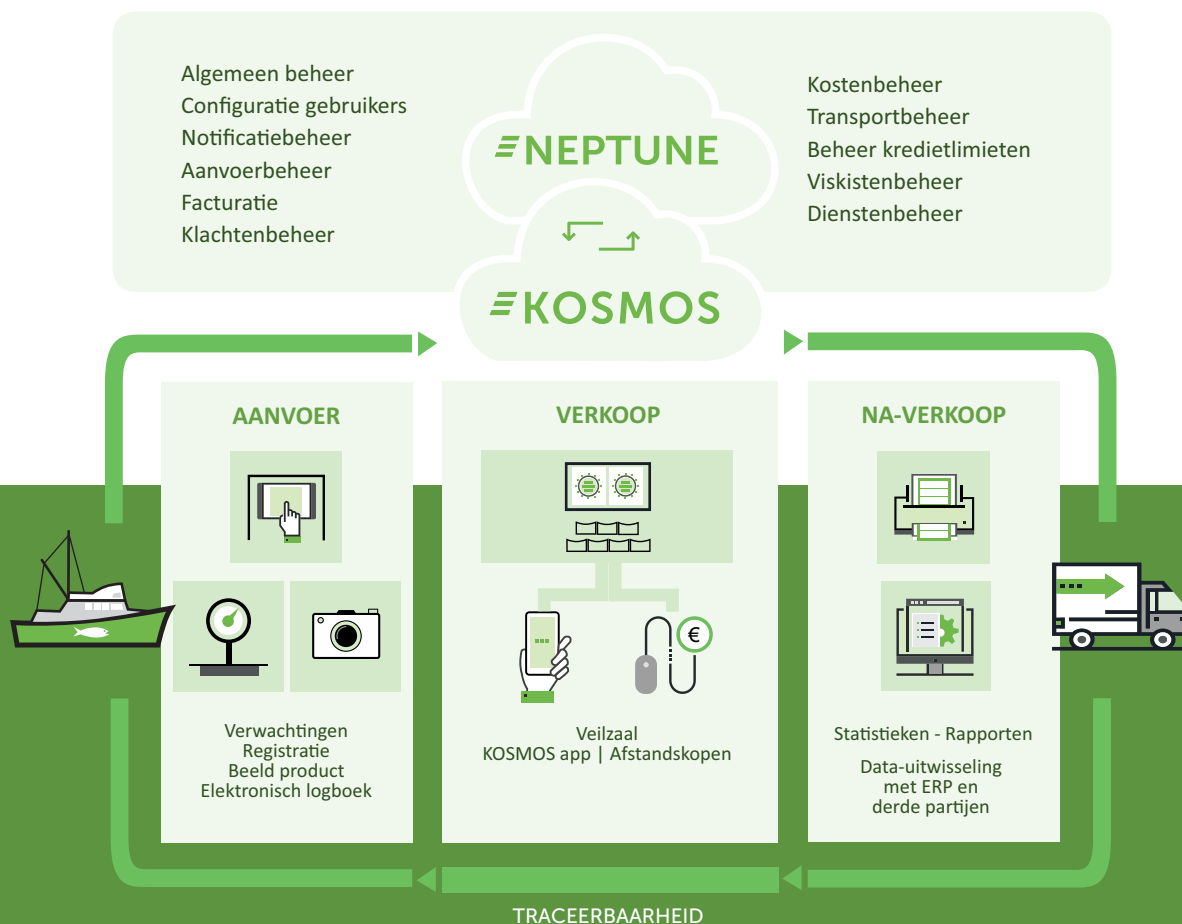 Algemeen beheer
Configuratie gebruikers
Notificatiebeheer
Aanvoerbeheer
Facturatie
Klachtenbeheer
NEPTUNE
KOSMOS
Kostenbeheer
Transportbeheer
Beheer kredietlimieten
Viskistenbeheer
Dienstenbeheer
AANVOER
Verwachtingen
Registratie
Beeld product
Elektronisch logboek
VERKOOP
€
Veilzaal
KOSMOS app | Afstandskopen
NA-VERKOOP
Statistieken - Rapporten
Data-uitwisseling
met ERP en
derde partijen
TRACEERBAARHEID